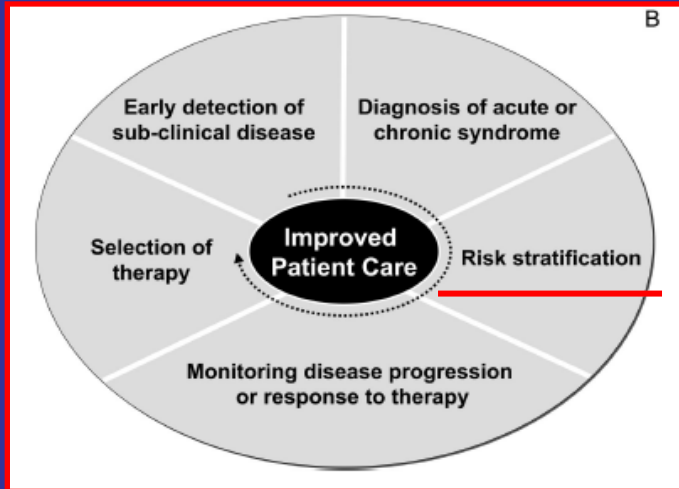 B
Early detection of
sub-clinical disease
Diagnosis of acute or
chronic syndrome
Improved
Patient Care
Selection of
therapy
Risk stratification
Monitoring disease progression
or response to therapy